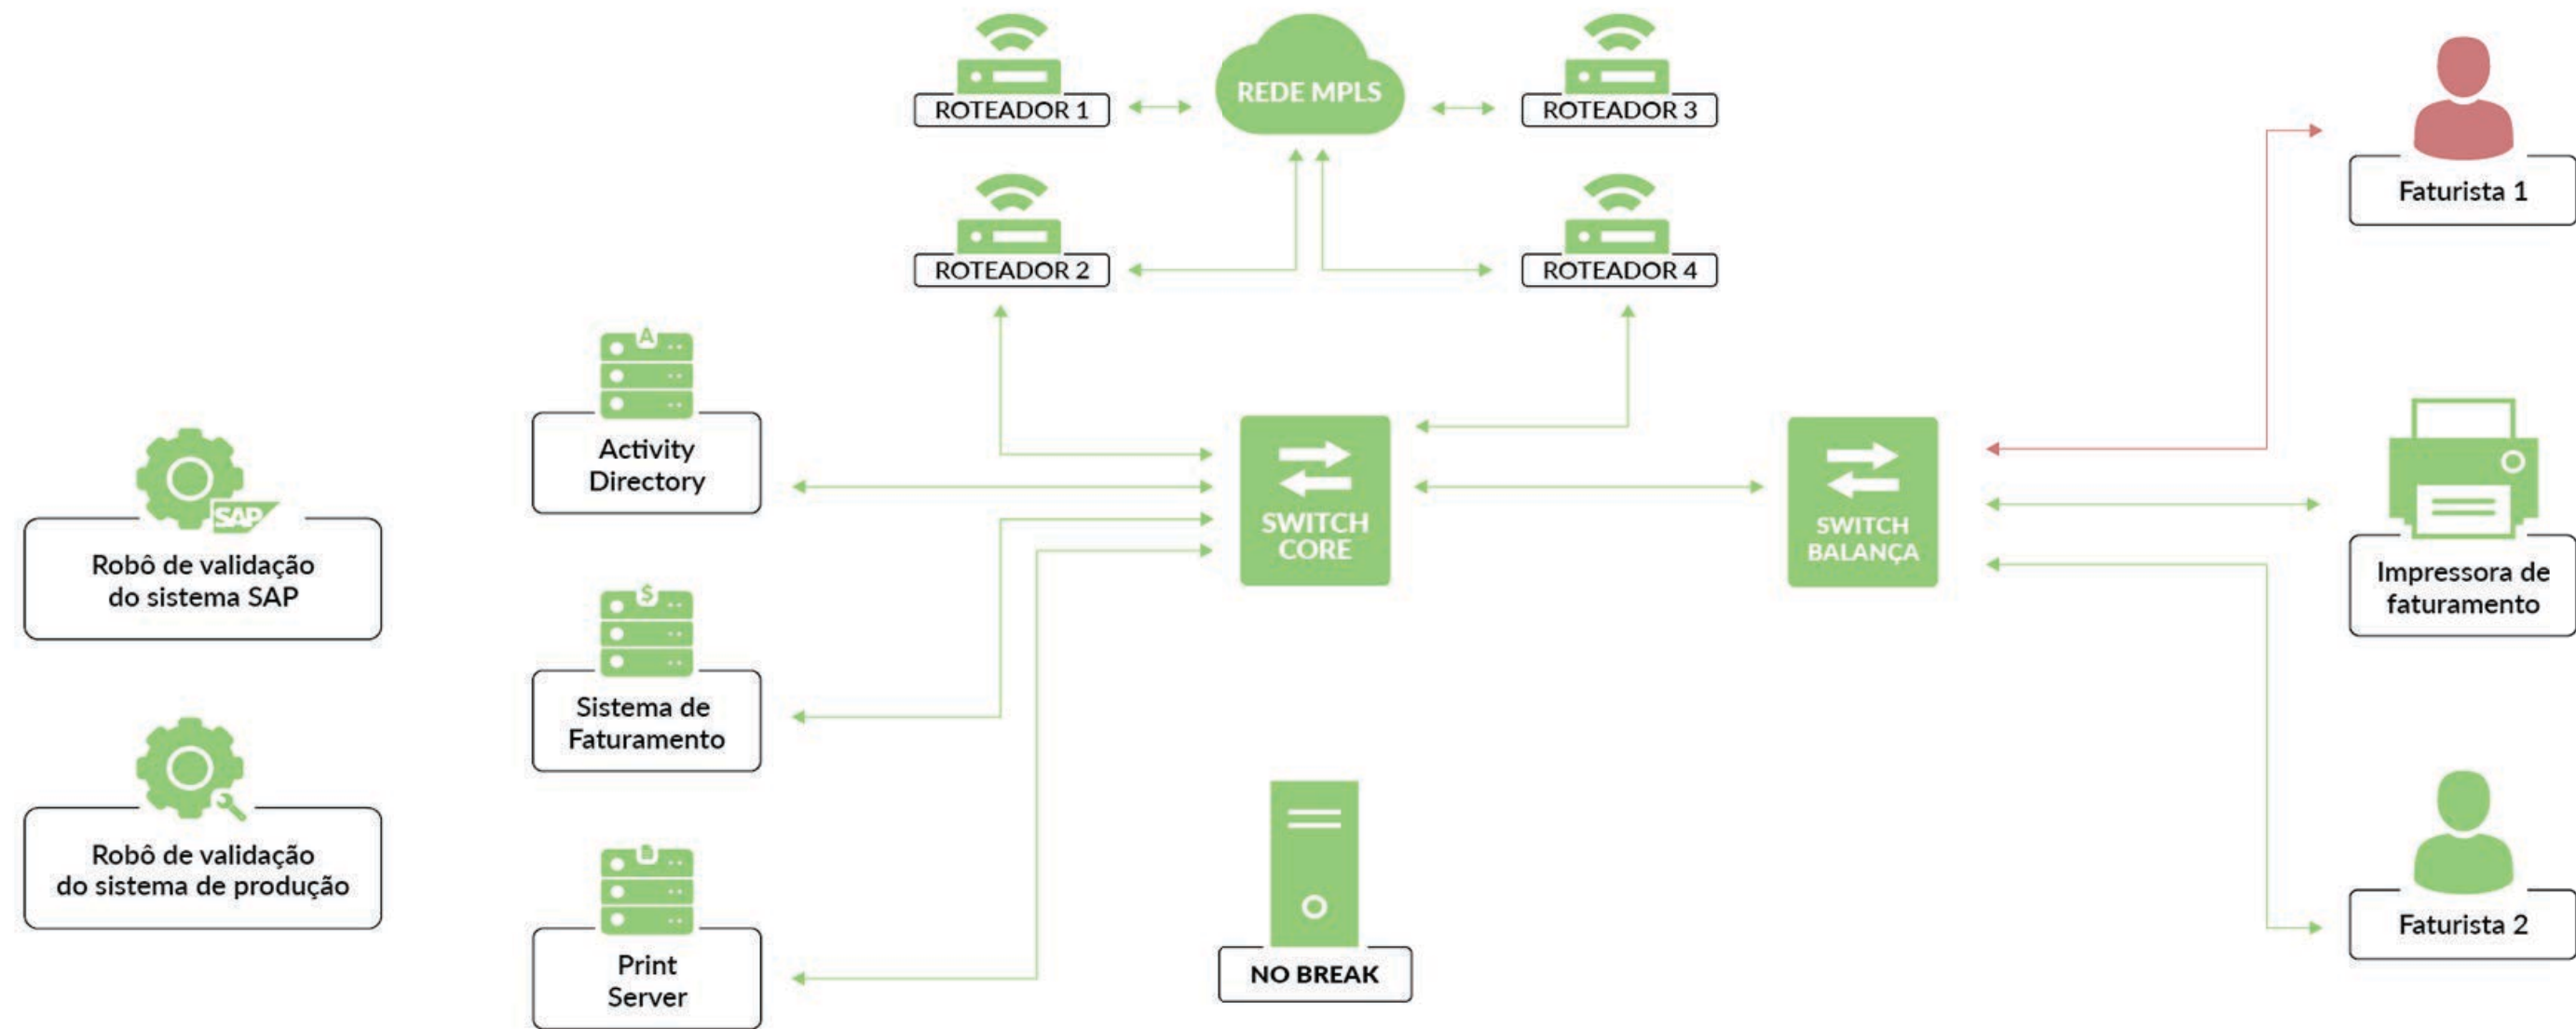 ROTEADOR 1
REDE MPLS
ROTEADOR 3
Faturista 1
ROTEADOR 2
ROTEADOR 4
A
Activity
Directory
SAP
Robô de validação
do sistema SAP
SWITCH
CORE
SWITCH
BALANÇA
Impressora de
faturamento
$
Sistema de
Faturamento
Robô de validação
do sistema de produção
Print
Server
NO BREAK
Faturista 2